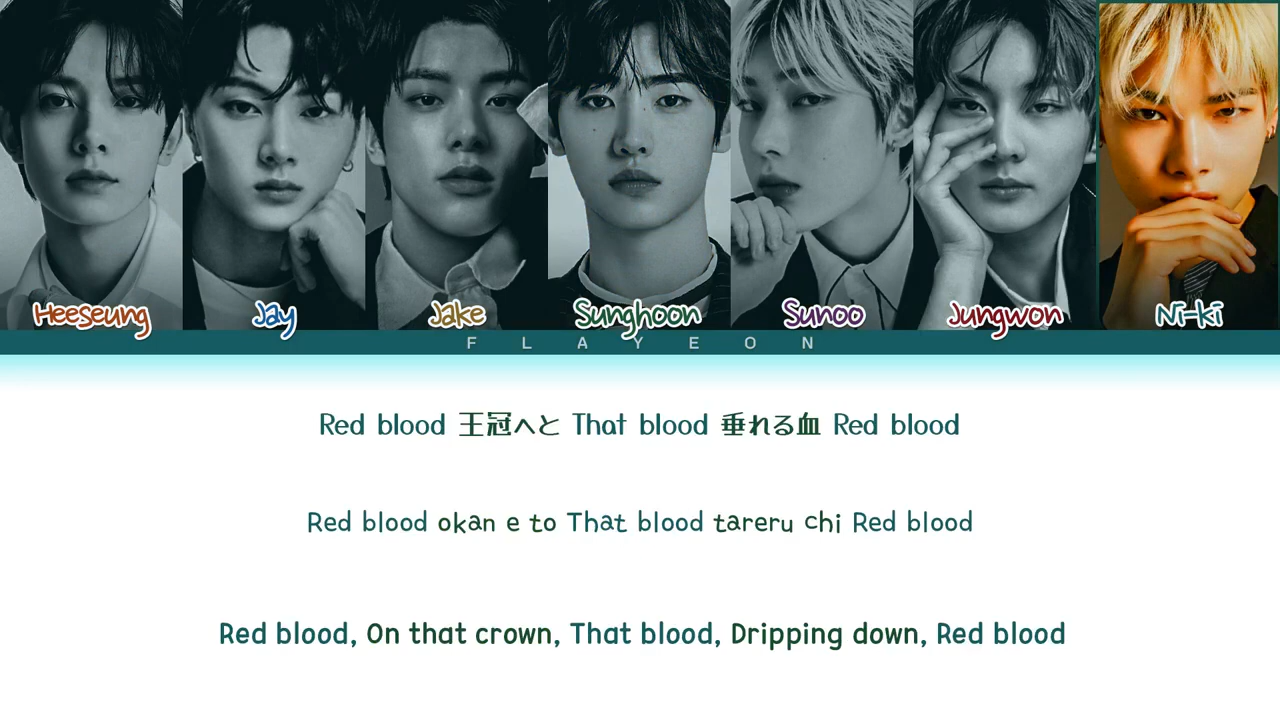 Heeseung Jay Jake Sunghoon Sunoo Jungwon Ni-ki
FLAYEON
Red blood 王冠へと That blood 垂れる血 Red blood
Red blood okan e to That blood tareru chi Red blood
Red blood, On that crown, That blood, Dripping down, Red blood